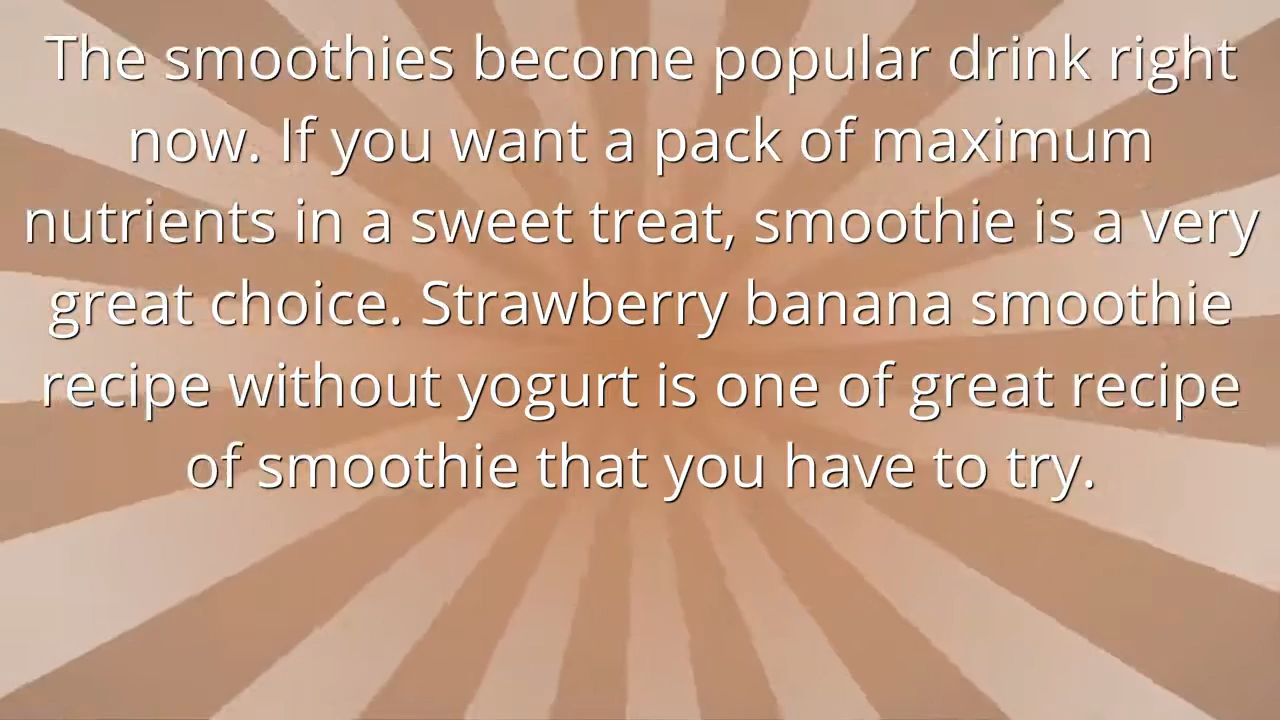 The smoothies become popular drink right
now. If you want a pack of maximum
nutrients in a sweet treat, smoothie is a very
great choice. Strawberry banana smoothie
recipe without yogurt is one of great recipe
of smoothie that you have to try.